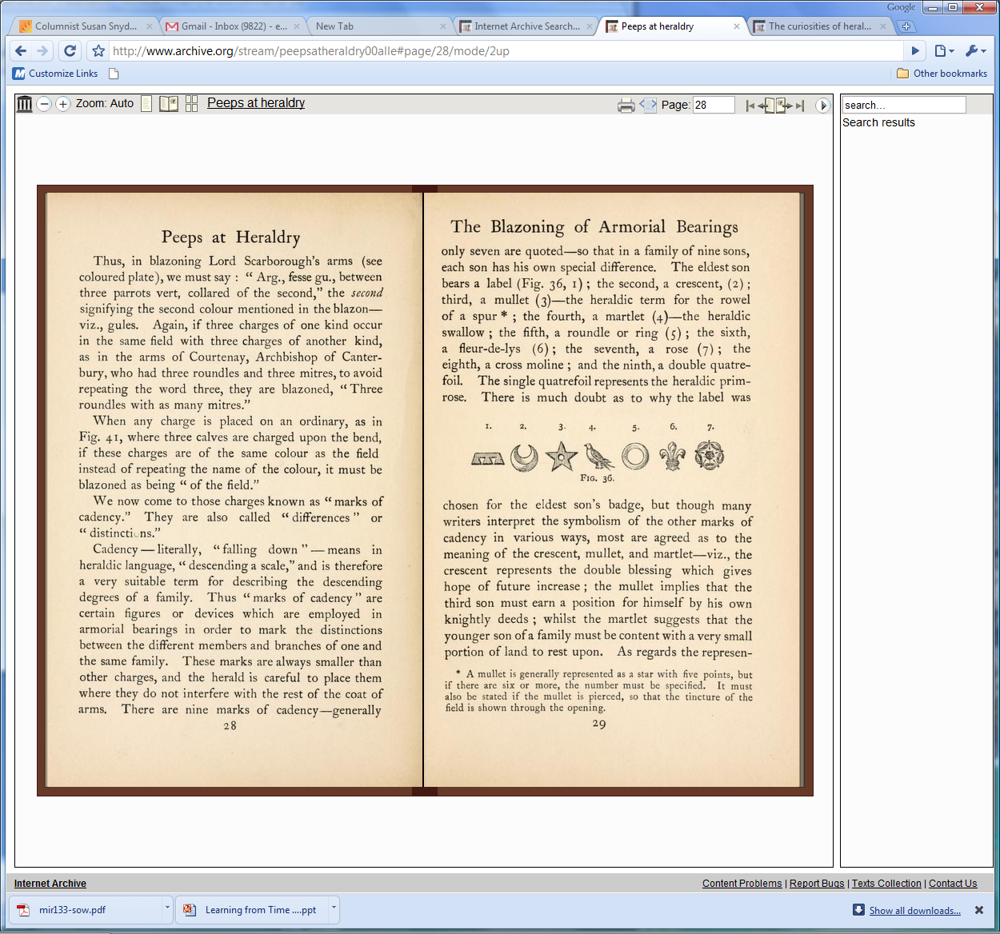 Google
Columnist Susan Snyd...
Gmail - Inbox (9822) - e...
New Tab
Internet Archive Search...
Peeps at heraldry
The curiosities of heral...
http://www.archive.org/stream/peepsatheraldry00alle#page/28/mode/2up
Customize Links
Other bookmarks
Zoom: Auto
Peeps at heraldry
Page: 28
search...
Search results
Peeps at Heraldry
Thus, in blazoning Lord Scarborough's arms (see
coloured plate), we must say : “ Arg., fesse gu., between
three parrots vert, collared of the second,” the second
signifying the second colour mentioned in the blazon—
viz., gules. Again, if three charges of one kind occur
in the same field with three charges of another kind,
as in the arms of Courtenay, Archbishop of Canter-
bury, who had three roundles and three mitres, to avoid
repeating the word three, they are blazoned, “ Three
roundles with as many mitres.”
When any charge is placed on an ordinary, as in
Fig. 41, where three calves are charged upon the bend,
if these charges are of the same colour as the field
instead of repeating the name of the colour, it must be
blazoned as being “ of the field.”
We now come to those charges known as “ marks of
cadency.” They are also called “ differences ” or
“ distinctions.”
Cadency — literally, “ falling down ” — means in
heraldic language, “ descending a scale,” and is therefore
a very suitable term for describing the descending
degrees of a family. Thus “ marks of cadency ” are
certain figures or devices which are employed in
armorial bearings in order to mark the distinctions
between the different members and branches of one and
the same family. These marks are always smaller than
other charges, and the herald is careful to place them
where they do not interfere with the rest of the coat of
arms. There are nine marks of cadency—generally
28
The Blazoning of Armorial Bearings
only seven are quoted—so that in a family of nine sons,
each son has his own special difference. The eldest son
bears a label (Fig. 36, 1) ; the second, a crescent, (2) ;
third, a mullet (3)—the heraldic term for the rowel
of a spur * ; the fourth, a martlet (4)—the heraldic
swallow ; the fifth, a roundle or ring (5) ; the sixth,
a fleur-de-lys (6) ; the seventh, a rose (7) ; the
eighth, a cross moline ; and the ninth, a double quatre-
foil. The single quatrefoil represents the heraldic prim-
rose. There is much doubt as to why the label was
1. 2. 3. 4. 5. 6. 7.
Fig. 36.
chosen for the eldest son's badge, but though many
writers interpret the symbolism of the other marks of
cadency in various ways, most are agreed as to the
meaning of the crescent, mullet, and martlet—viz., the
crescent represents the double blessing which gives
hope of future increase ; the mullet implies that the
third son must earn a position for himself by his own
knightly deeds ; whilst the martlet suggests that the
younger son of a family must be content with a very small
portion of land to rest upon. As regards the represen-
* A mullet is generally represented as a star with five points, but
if there are six or more, the number must be specified. It must
also be stated if the mullet is pierced, so that the tincture of the
field is shown through the opening.
29
Internet Archive
Content Problems | Report Bugs | Texts Collection | Contact Us
mir133-sow.pdf
Learning from Time ....ppt
Show all downloads...